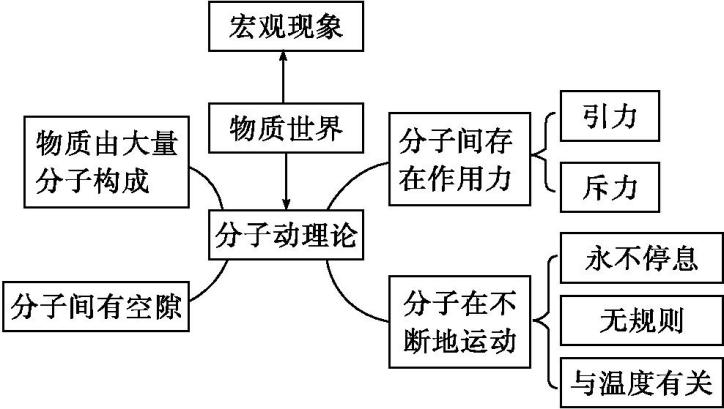 宏观现象
物质世界
物质由大量
分子构成
分子间存
在作用力
引力
斥力
分子动理论
分子间有空隙
分子在不
断地运动
永不停息
无规则
与温度有关